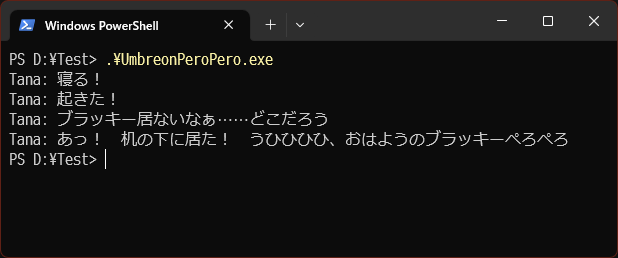 Windows PowerShell
PS D:¥Test> .¥UmbreonPeroPero.exe
Tana: 寝る！
Tana: 起きた！
Tana: ブラッキー居ないなぁ……どこだろう
Tana: あっ！　机の下に居た！　うひひひひ、おはようのブラッキーぺろぺろ
PS D:¥Test>